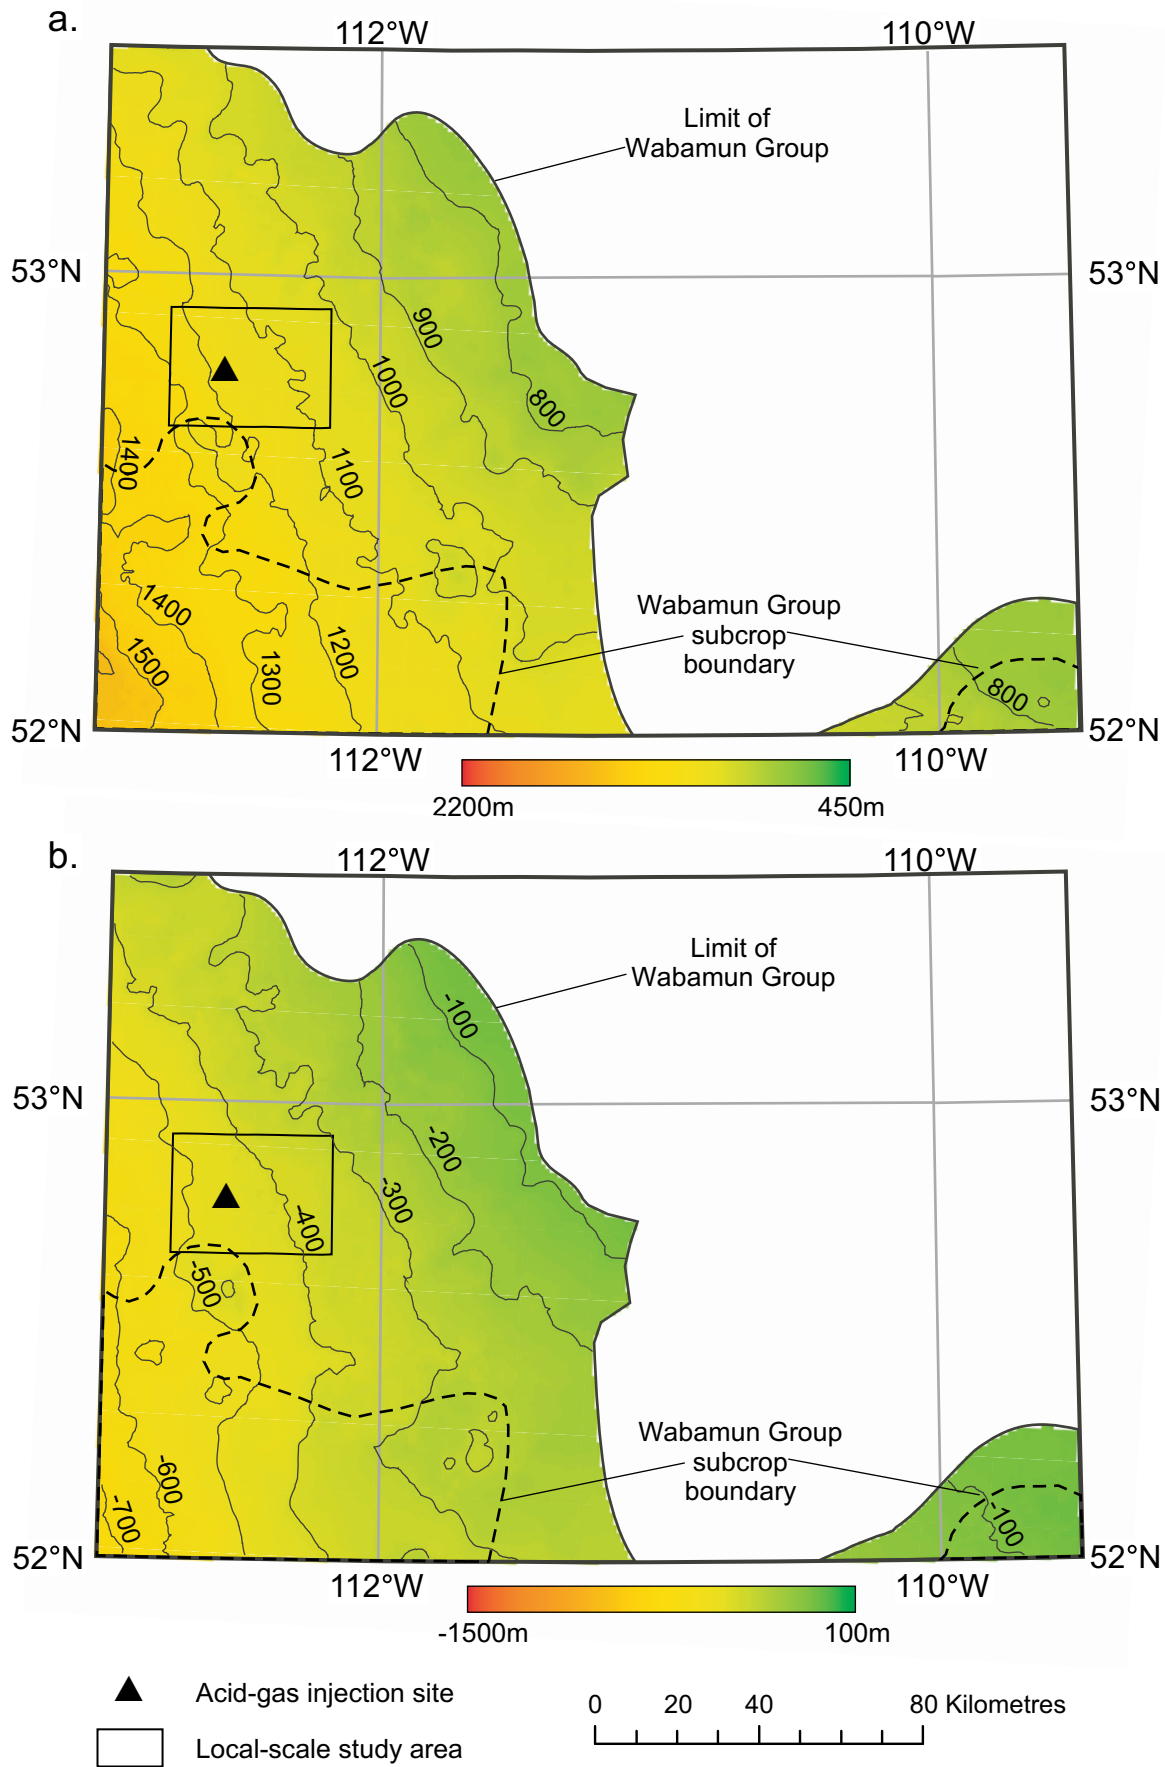 a.
112°W
110°W
Limit of
Wabamun Group
53°N
53°N
900
1000
800
1400
1100
1400
1500
1300
1200
Wabamun Group
subcrop
boundary
800
52°N
52°N
112°W
110°W
2200m
450m
b.
112°W
110°W
Limit of
Wabamun Group
-100
53°N
53°N
-200
-300
-400
-500
-600
-700
Wabamun Group
subcrop
boundary
-100
52°N
52°N
112°W
110°W
-1500m
100m
Acid-gas injection site
Local-scale study area
0 20 40 80 Kilometres